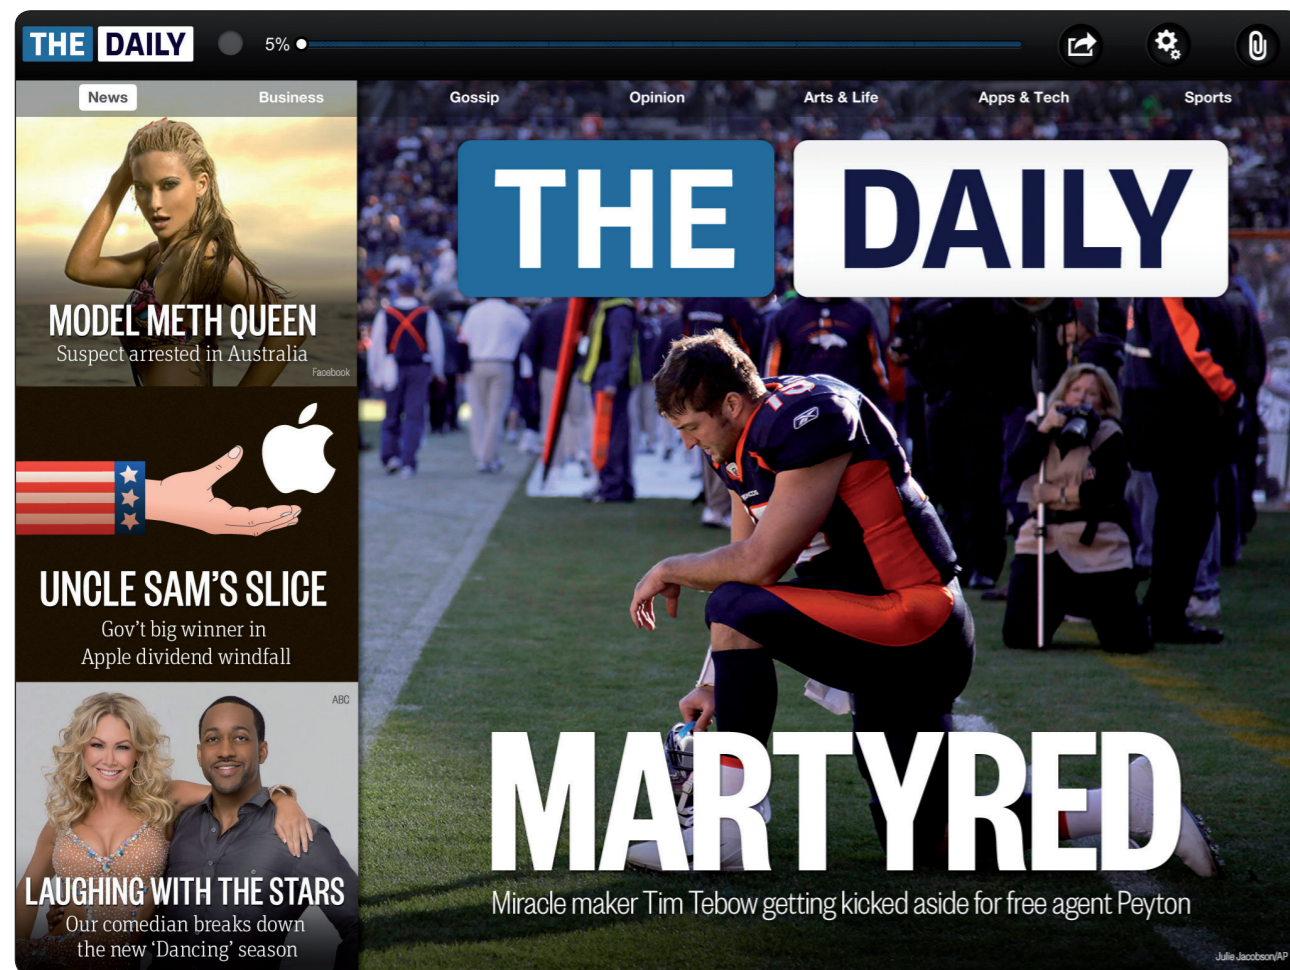 THE DAILY
5%
News Business Gossip Opinion Arts & Life Apps & Tech Sports
MODEL METH QUEEN
Suspect arrested in Australia
Facebook
UNCLE SAM'S SLICE
Gov't big winner in
Apple dividend windfall
ABC
LAUGHING WITH THE STARS
Our comedian breaks down
the new 'Dancing' season
THE DAILY
MARTYRED
Miracle maker Tim Tebow getting kicked aside for free agent Peyton
Julie Jacobson/AP